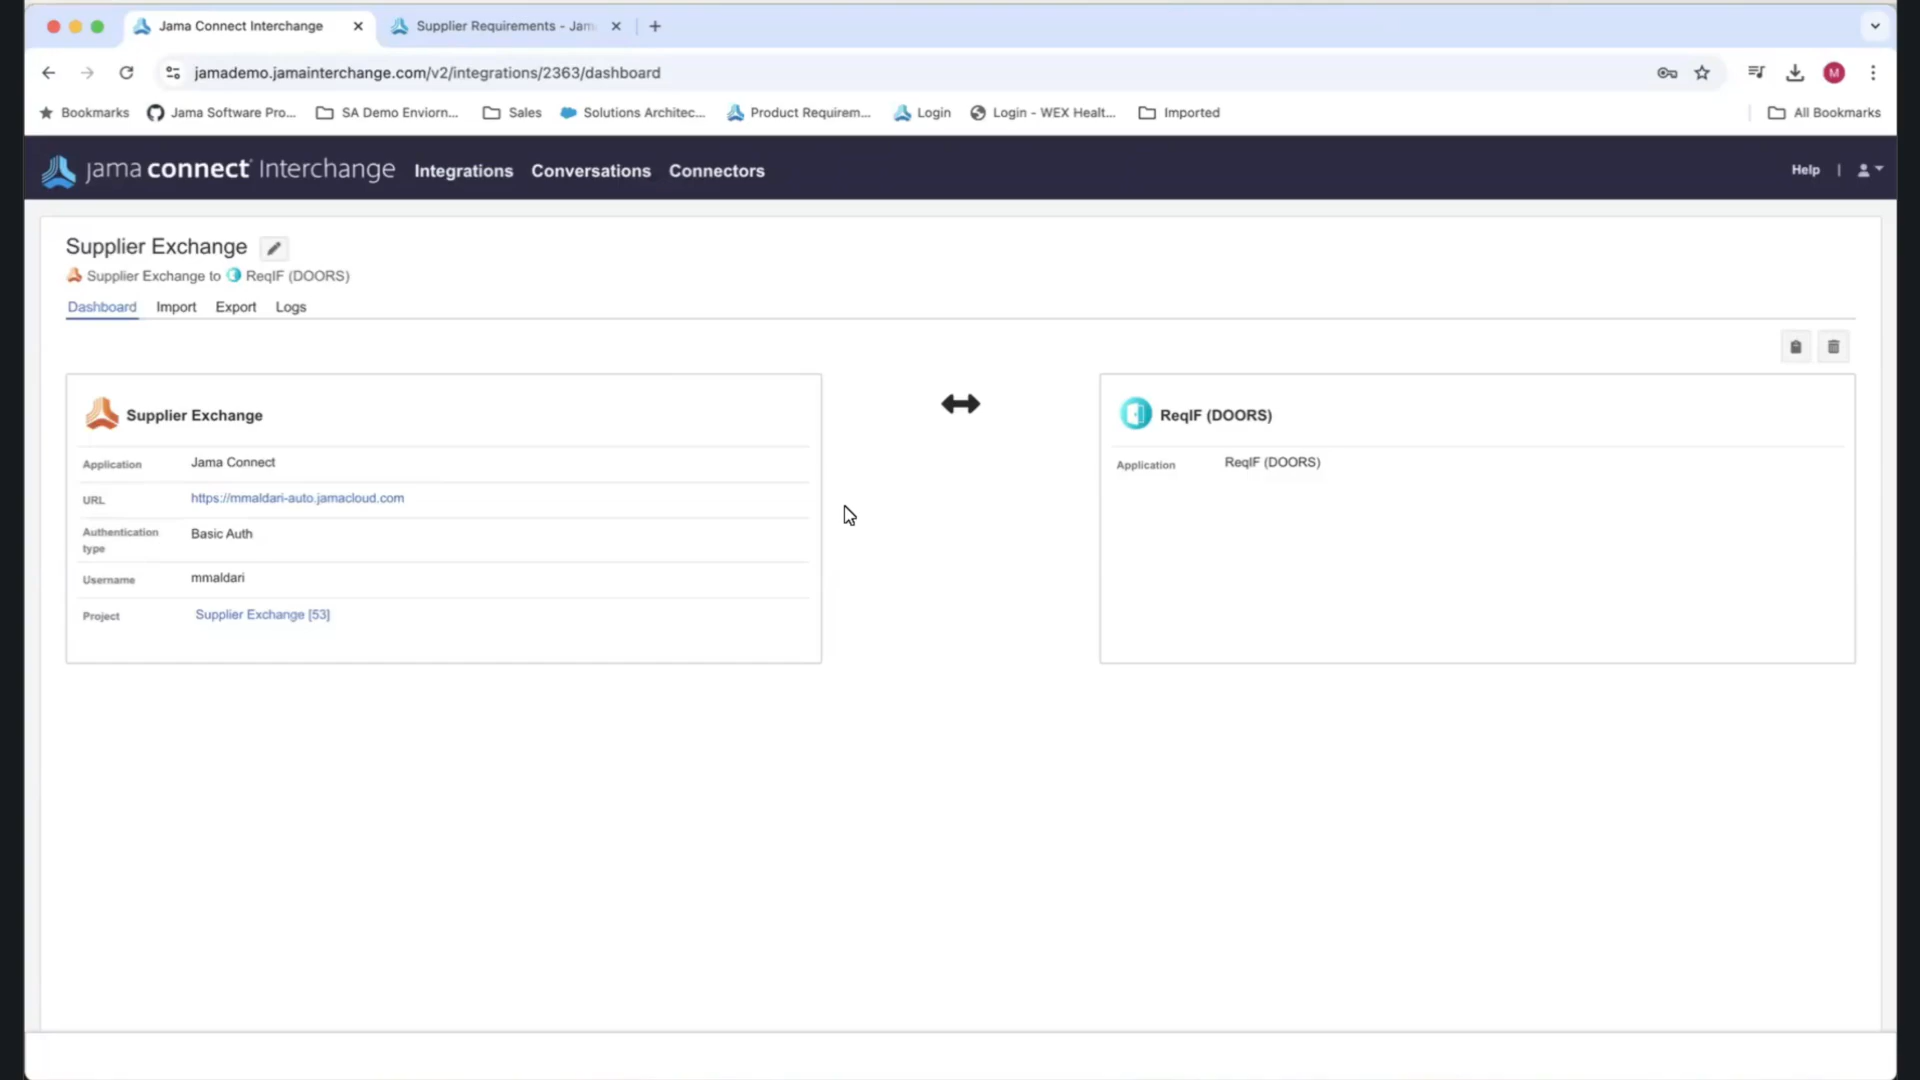 Jama Connect Interchange
Supplier Requirements - Jam
jamademo.jamainterchange.com/v2/integrations/2363/dashboard
M
Bookmarks
Jama Software Pro...
SA Demo Enviorn...
Sales
Solutions Architec...
Product Requirem...
Login
Login - WEX Healt...
Imported
All Bookmarks
jama connect Interchange
Integrations
Conversations
Connectors
Help
Supplier Exchange
Supplier Exchange to ReqIF (DOORS)
Dashboard
Import
Export
Logs
Supplier Exchange
Application Jama Connect
URL https://mmaldari-auto.jamacloud.com
Authentication type Basic Auth
Username mmaldari
Project Supplier Exchange [53]
ReqIF (DOORS)
Application ReqIF (DOORS)